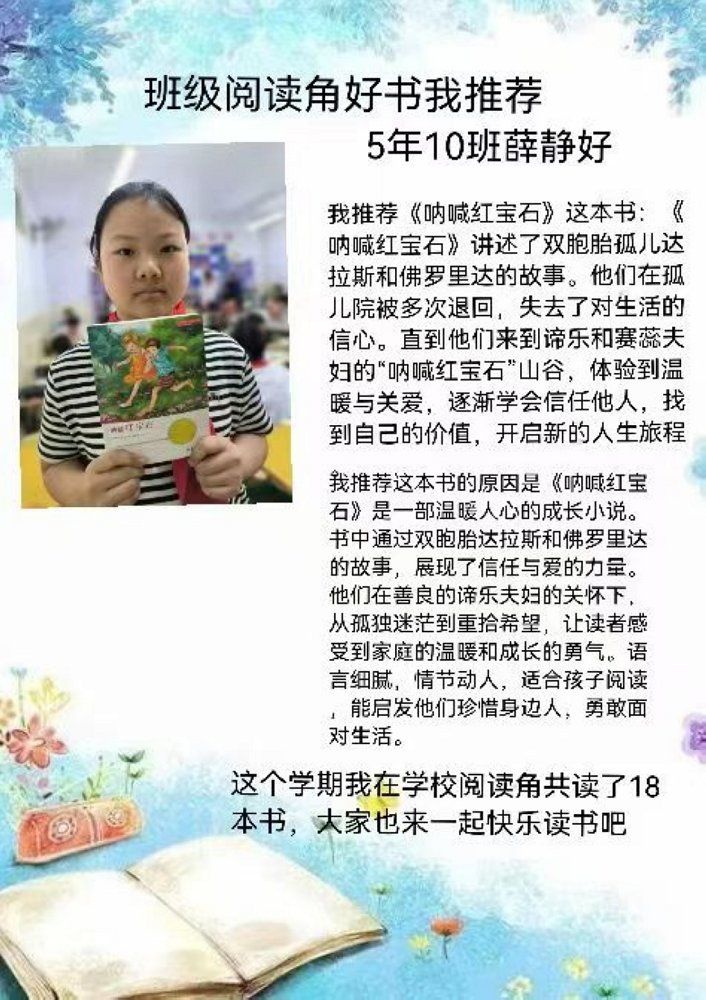 班级阅读角好书我推荐
5年10班薛静好
我推荐《呐喊红宝石》这本书：《
呐喊红宝石》讲述了双胞胎孤儿达
拉斯和佛罗里达的故事。他们在孤
儿院被多次退回，失去了对生活的
信心。直到他们来到谛乐和赛蕊夫
妇的“呐喊红宝石”山谷，体验到温
暖与关爱，逐渐学会信任他人，找
到自己的价值，开启新的人生旅程
我推荐这本书的原因是《呐喊红宝
石》是一部温暖人心的成长小说。
书中通过双胞胎达拉斯和佛罗里达
的故事，展现了信任与爱的力量。
他们在善良的谛乐夫妇的关怀下，
从孤独迷茫到重拾希望，让读者感
受到家庭的温暖和成长的勇气。语
言细腻，情节动人，适合孩子阅读
，能启发他们珍惜身边人，勇敢面
对生活。
这个学期我在学校阅读角共读了18
本书，大家也来一起快乐读书吧
呐喊红宝石